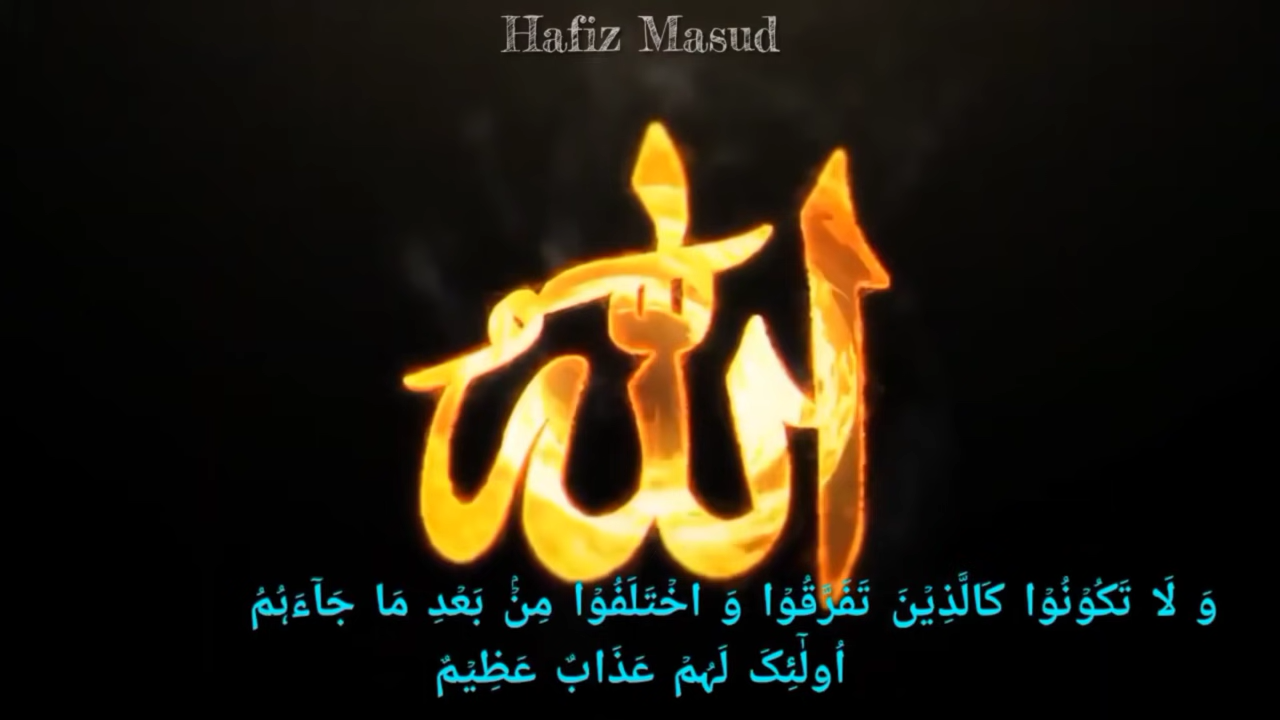 Hafiz Masud
الله
وَ لَا تَکُوۡنُوۡا کَالَّذِیۡنَ تَفَرَّقُوۡا وَ اخۡتَلَفُوۡا مِنۡۢ بَعۡدِ مَا جَآءَہُمُ
اُولٰٓئِکَ لَہُمۡ عَذَابٌ عَظِیۡمٌ